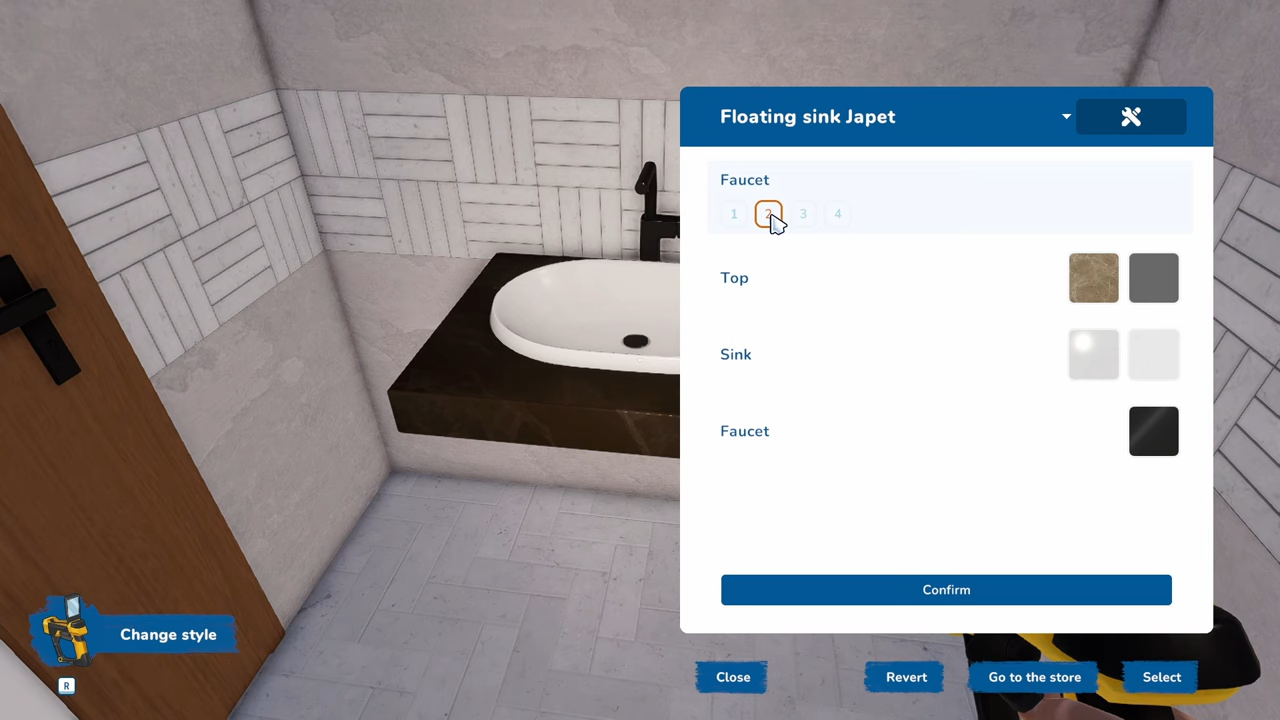 Floating sink Japet
Faucet
1 2 3 4
Top
Sink
Faucet
Confirm
Change style
R
Close
Revert
Go to the store
Select